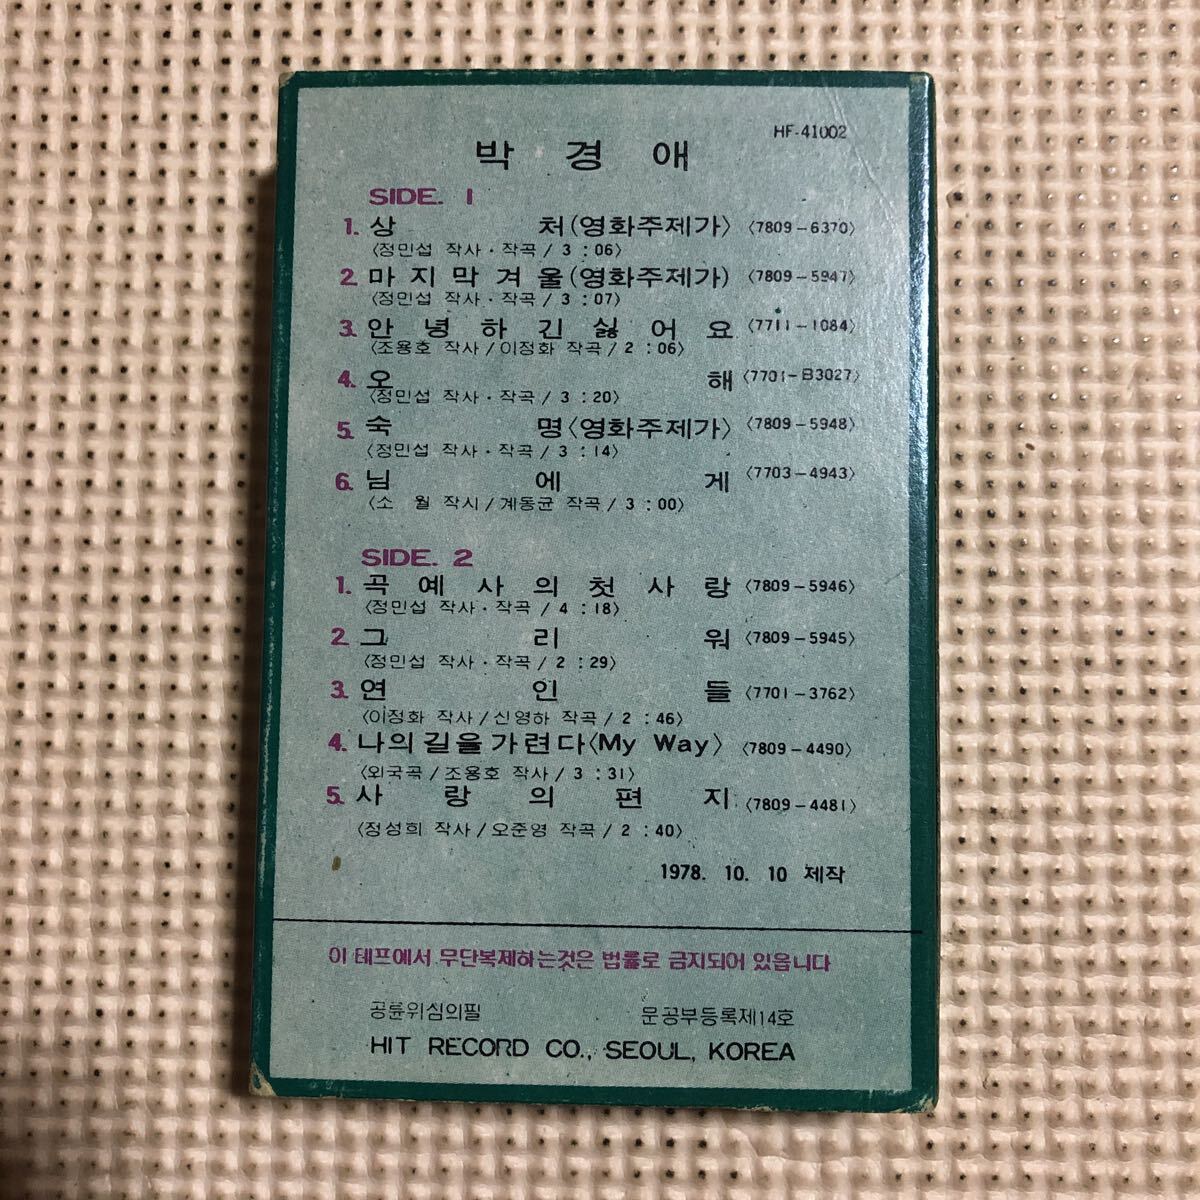 HF-41002
박 경 애
SIDE. 1
1. 상 처(영화주제가) 〈7809-6370〉
〈정민섭 작사·작곡/3:06〉
2. 마지막겨울(영화주제가) 〈7809-5947〉
〈정민섭 작사·작곡/3:07〉
3. 안녕하긴싫어요 〈7711-1084〉
〈조용호 작사/이정화 작곡/2:06〉
4. 오 해 〈7701-B3027〉
〈정민섭 작사·작곡/3:20〉
5. 숙 명〈영화주제가〉 〈7809-5948〉
〈정민섭 작사·작곡/3:14〉
6. 님 에 게 〈7703-4943〉
〈소 월 작시/계동균 작곡/3:00〉
SIDE. 2
1. 곡예사의첫사랑 〈7809-5946〉
〈정민섭 작사·작곡/4:18〉
2. 그 리 워 〈7809-5945〉
〈정민섭 작사·작곡/2:29〉
3. 연 인 들 〈7701-3762〉
〈이정화 작사/신영하 작곡/2:46〉
4. 나의길을가련다〈My Way〉 〈7809-4490〉
〈외국곡/조용호 작사/3:31〉
5. 사 랑 의 편 지 〈7809-4481〉
〈정성희 작사/오준영 작곡/2:40〉
1978. 10. 10 제작
이 테프에서 무단복제하는것은 법률로 금지되어 있읍니다
공륜위심의필 문공부등록제14호
HIT RECORD CO., SEOUL, KOREA